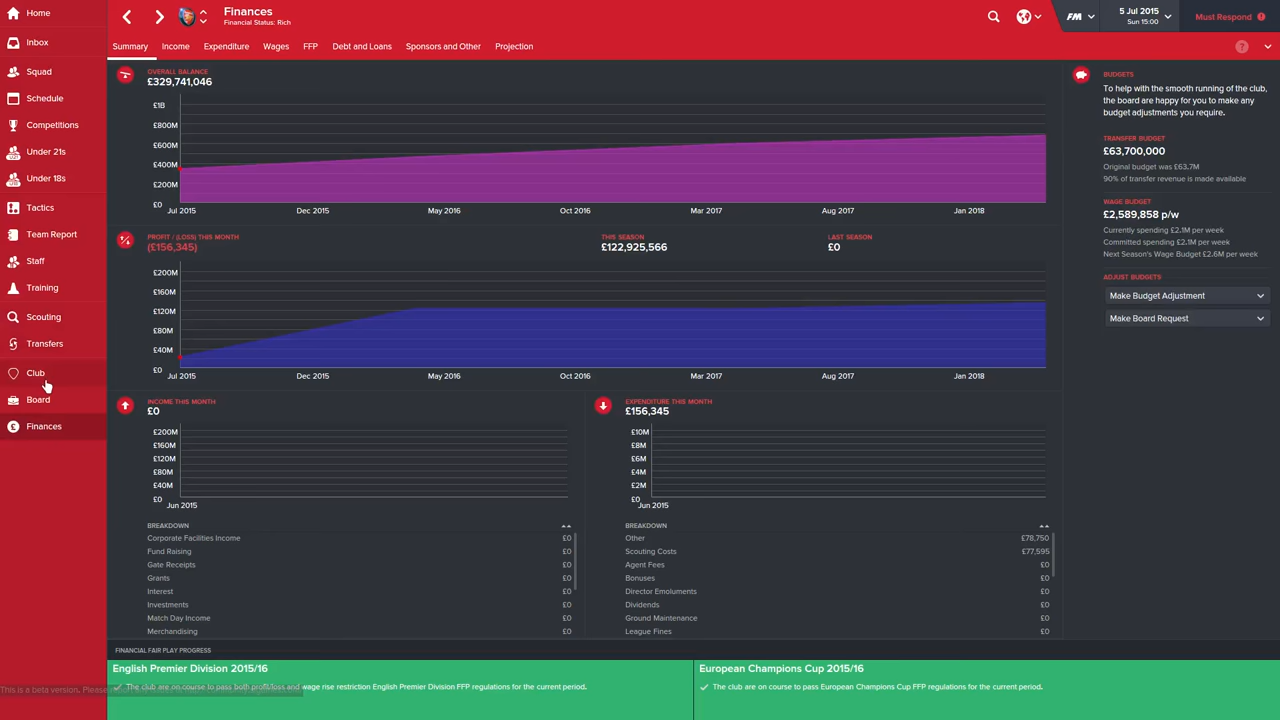 Home
Inbox
Squad
Schedule
Competitions
Under 21s
Under 18s
Tactics
Team Report
Staff
Training
Scouting
Transfers
Club
Board
Finances
Finances
Financial Status: Rich
FM
5 Jul 2015
Sun 15:00
Must Respond
Summary Income Expenditure Wages FFP Debt and Loans Sponsors and Other Projection
OVERALL BALANCE
£329,741,046
£1B
£800M
£600M
£400M
£200M
£0
Jul 2015 Dec 2015 May 2016 Oct 2016 Mar 2017 Aug 2017 Jan 2018
PROFIT / (LOSS) THIS MONTH
(£156,345)
THIS SEASON
£122,925,566
LAST SEASON
£0
£200M
£160M
£120M
£80M
£40M
£0
Jul 2015 Dec 2015 May 2016 Oct 2016 Mar 2017 Aug 2017 Jan 2018
INCOME THIS MONTH
£0
£200M
£160M
£120M
£80M
£40M
£0
Jun 2015
BREAKDOWN
Corporate Facilities Income £0
Fund Raising £0
Gate Receipts £0
Grants £0
Interest £0
Investments £0
Match Day Income £0
Merchandising £0
EXPENDITURE THIS MONTH
£156,345
£10M
£8M
£6M
£4M
£2M
£0
Jun 2015
BREAKDOWN
Other £78,750
Scouting Costs £77,595
Agent Fees £0
Bonuses £0
Director Emoluments £0
Dividends £0
Ground Maintenance £0
League Fines £0
BUDGETS
To help with the smooth running of the club,
the board are happy for you to make any
budget adjustments you require.
TRANSFER BUDGET
£63,700,000
Original budget was £63.7M
90% of transfer revenue is made available
WAGE BUDGET
£2,589,858 p/w
Currently spending £2.1M per week
Committed spending £2.1M per week
Next Season's Wage Budget £2.6M per week
ADJUST BUDGETS
Make Budget Adjustment
Make Board Request
FINANCIAL FAIR PLAY PROGRESS
English Premier Division 2015/16
The club are on course to pass both profit/loss and wage rise restriction English Premier Division FFP regulations for the current period.
European Champions Cup 2015/16
The club are on course to pass European Champions Cup FFP regulations for the current period.
This is a beta version. Please